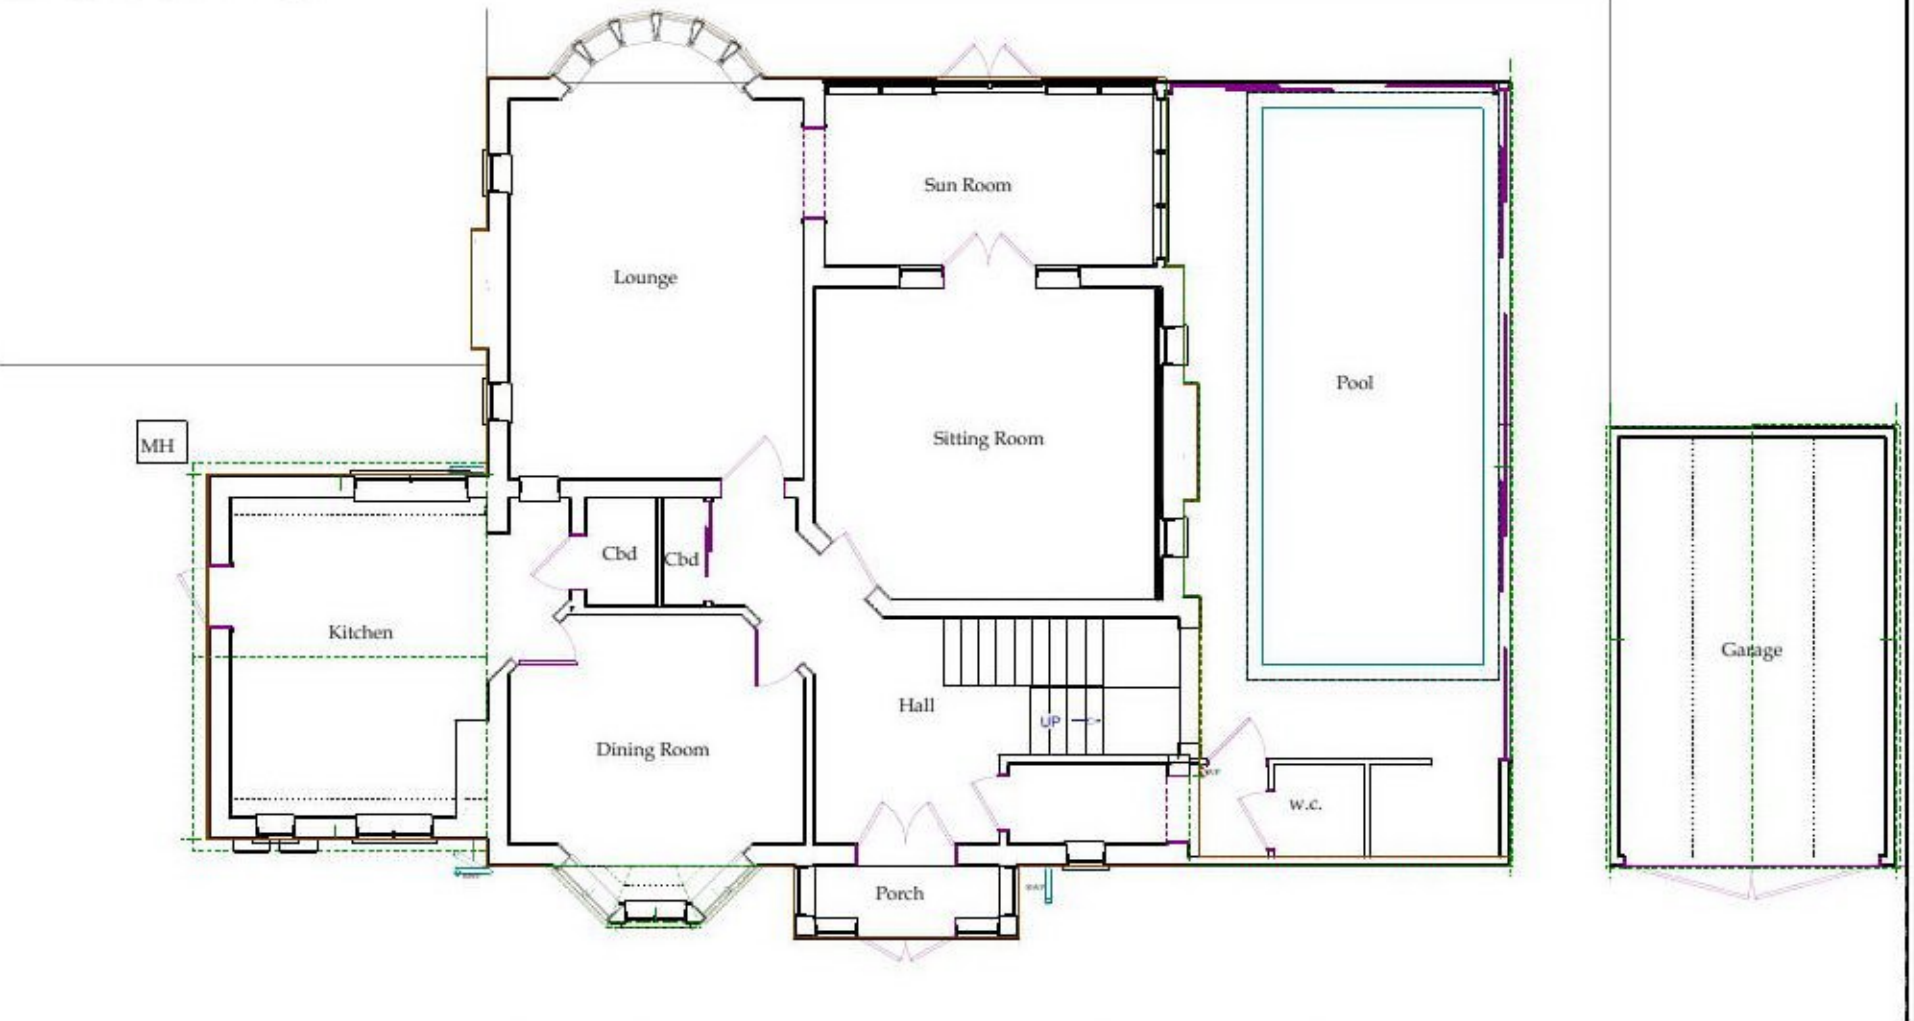 Sun Room
Lounge
Pool
Sitting Room
MH
Cbd
Cbd
Kitchen
Garage
Hall
UP
Dining Room
w.c.
Porch